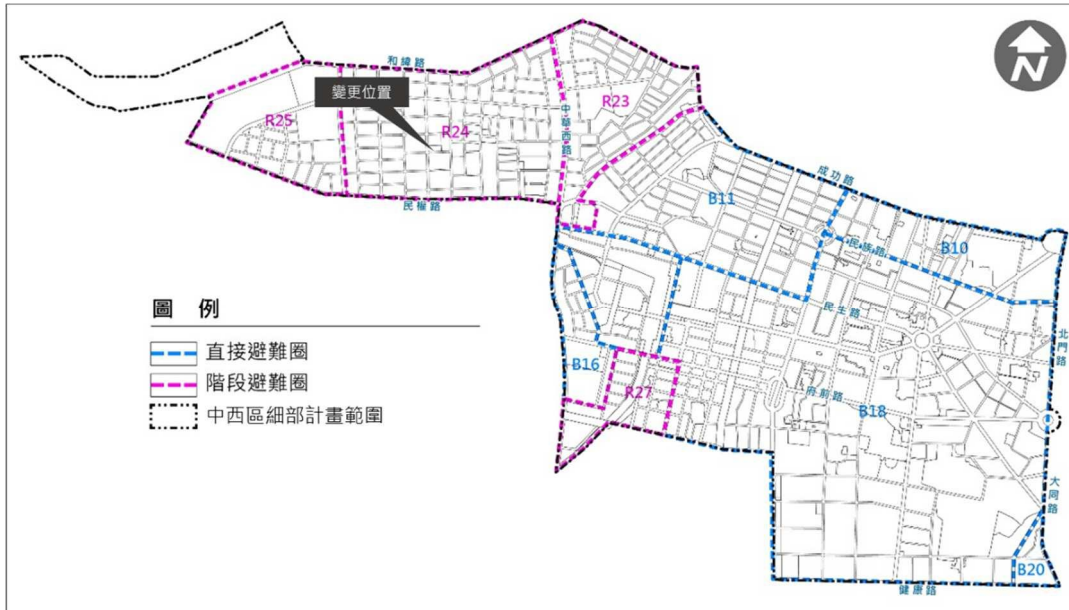 N
和緯路
變更位置
R23
R25
R24
中華西路
民權路
成功路
B11
民族路
B10
民生路
北門路
圖 例
直接避難圈
階段避難圈
中西區細部計畫範圍
B16
R27
府前路
B18
大同路
B20
健康路